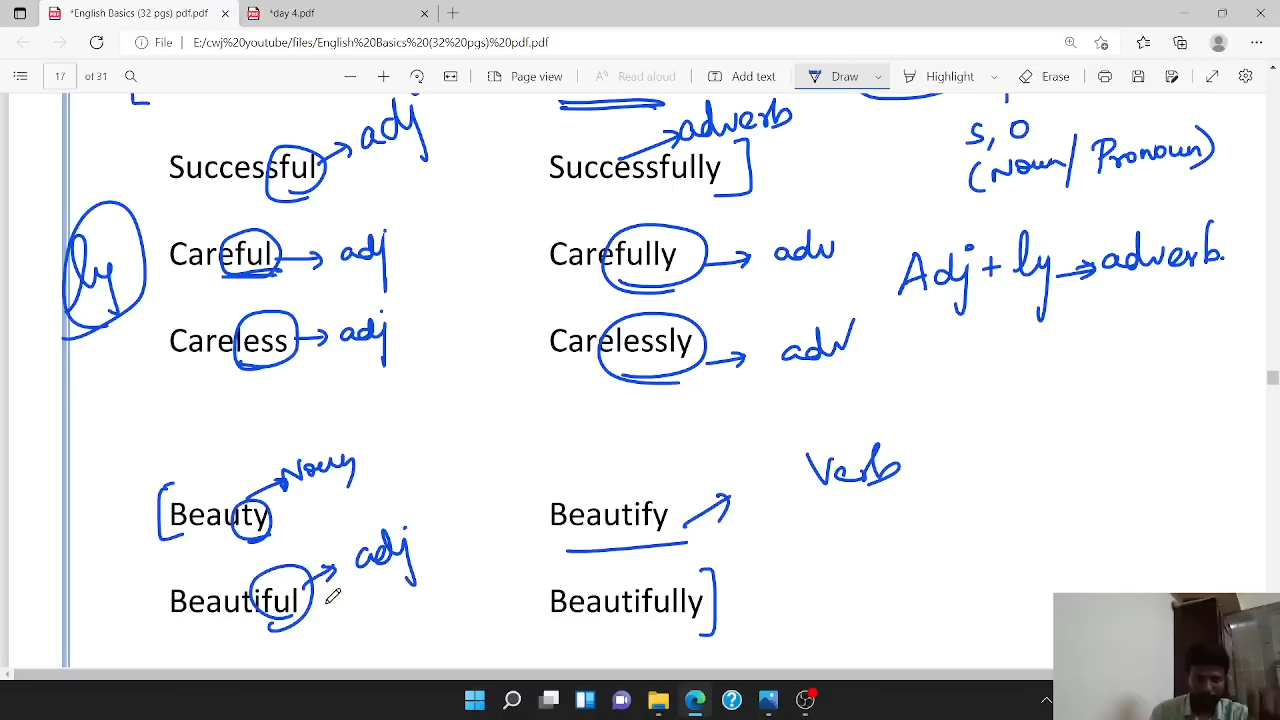 *English Basics (32 pgs) pdf.pdf
*day 4.pdf
File E:/cwj%20youtube/files/English%20Basics%20(32%20pgs)%20pdf.pdf
17 of 31 Page view Read aloud Add text Draw Highlight Erase
adj adverb
S, O
Successful Successfully
(Noun/ Pronoun)
ly
Careful adj Carefully adv
Adj + ly adverb.
Careless adj Carelessly adv
Noun Verb
Beauty Beautify
adj
Beautiful Beautifully